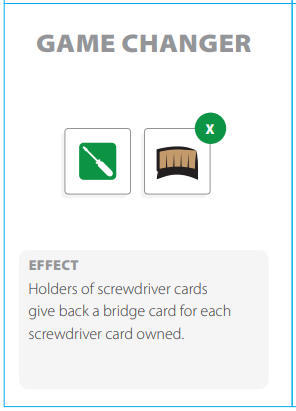 GAME CHANGER
X
EFFECT
Holders of screwdriver cards
give back a bridge card for each
screwdriver card owned.